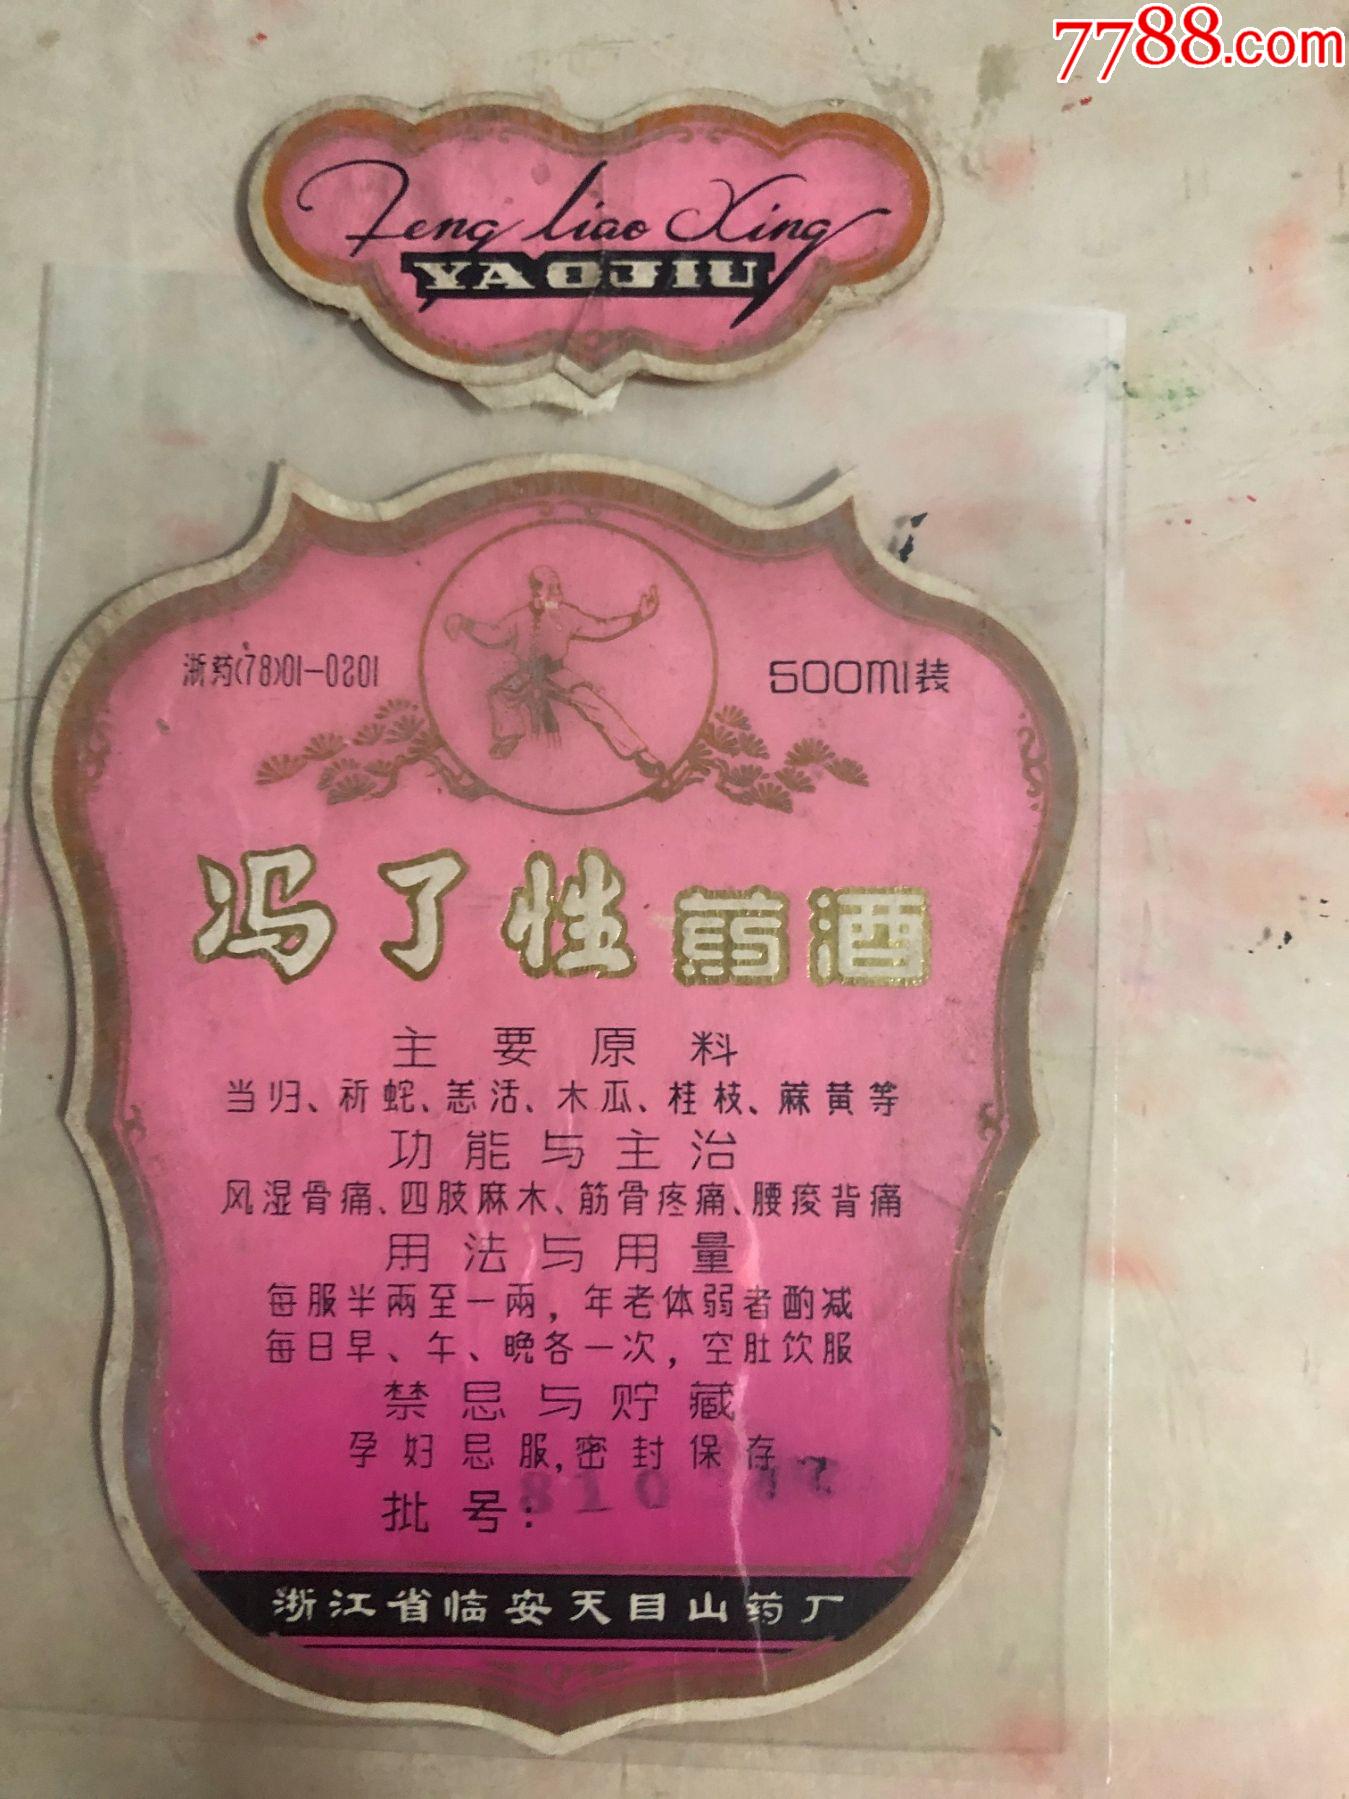 7788.com
Feng liao Xing
YAOJIU
浙药(78)01-0201
500ml装
冯了性药酒
主要原料
当归、祈蛇、羌活、木瓜、桂枝、蔴黄等
功能与主治
风湿骨痛、四肢麻木、筋骨疼痛、腰痠背痛
用法与用量
每服半兩至一兩，年老体弱者酌减
每日早、午、晚各一次，空肚饮服
禁忌与贮藏
孕妇忌服，密封保存
批号：810
浙江省临安天目山药厂